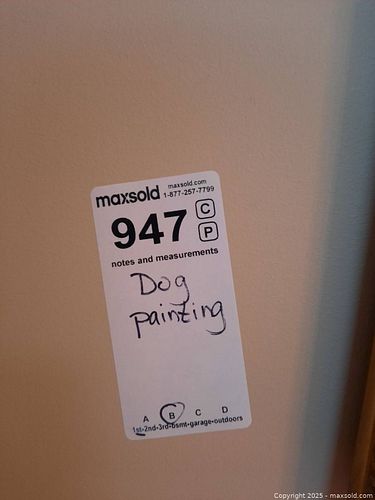 maxsold maxsold.com
1-877-257-7799
947 C
P
notes and measurements
Dog
painting
A B C D
1st-2nd-3rd-bsmt-garage-outdoors
Copyright 2025 - maxsold.com